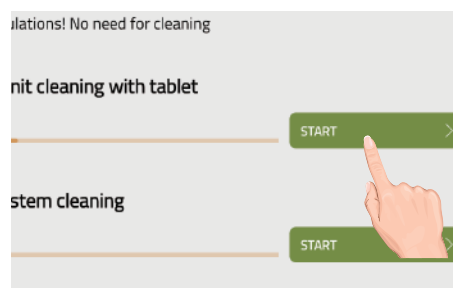 ulations! No need for cleaning
nit cleaning with tablet
START
stem cleaning
START